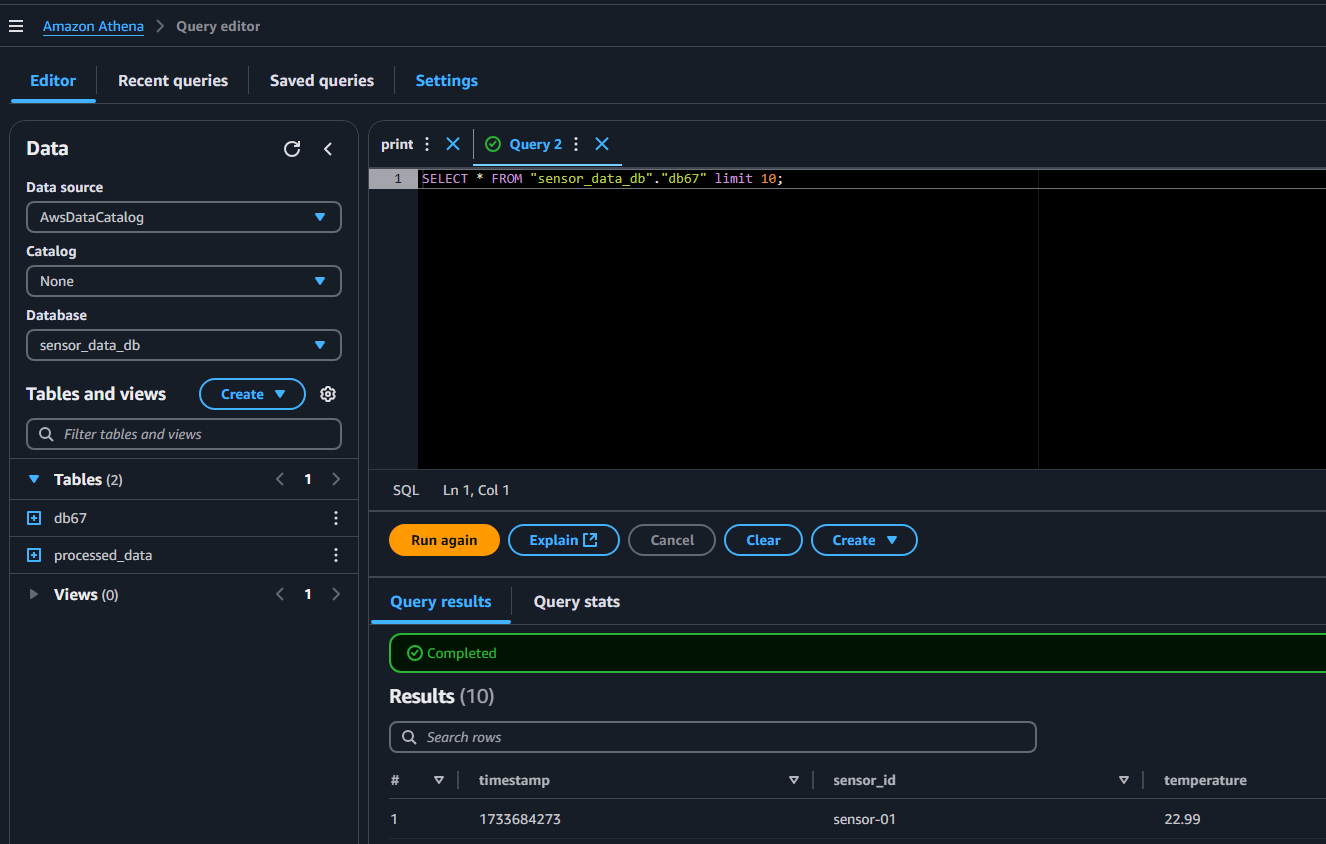 Amazon Athena > Query editor
Editor Recent queries Saved queries Settings
Data
Data source
AwsDataCatalog
Catalog
None
Database
sensor_data_db
Tables and views Create
Filter tables and views
Tables (2) 1
db67
processed_data
Views (0) 1
print Query 2
1 SELECT * FROM "sensor_data_db"."db67" limit 10;
SQL Ln 1, Col 1
Run again Explain Cancel Clear Create
Query results Query stats
Completed
Results (10)
Search rows
# timestamp sensor_id temperature
1 1733684273 sensor-01 22.99